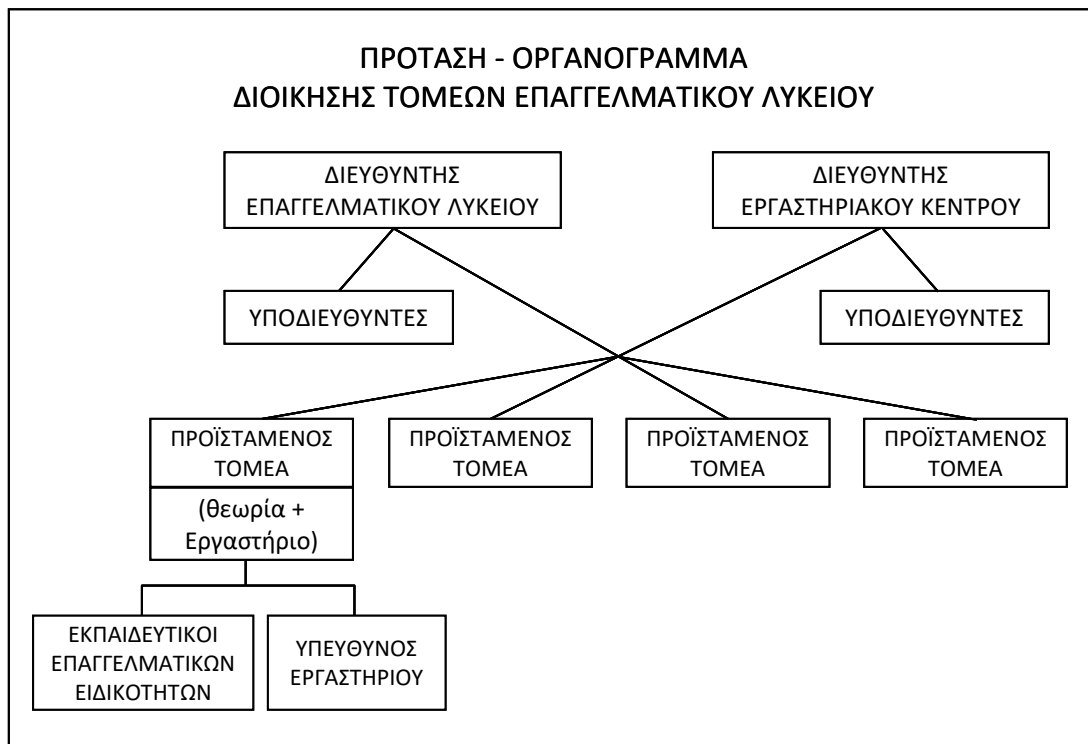 ΠΡΟΤΑΣΗ - ΟΡΓΑΝΟΓΡΑΜΜΑ
ΔΙΟΙΚΗΣΗΣ ΤΟΜΕΩΝ ΕΠΑΓΓΕΛΜΑΤΙΚΟΥ ΛΥΚΕΙΟΥ
ΔΙΕΥΘΥΝΤΗΣ
ΕΠΑΓΓΕΛΜΑΤΙΚΟΥ ΛΥΚΕΙΟΥ
ΔΙΕΥΘΥΝΤΗΣ
ΕΡΓΑΣΤΗΡΙΑΚΟΥ ΚΕΝΤΡΟΥ
ΥΠΟΔΙΕΥΘΥΝΤΕΣ
ΥΠΟΔΙΕΥΘΥΝΤΕΣ
ΠΡΟΪΣΤΑΜΕΝΟΣ
ΤΟΜΕΑ
(θεωρία +
Εργαστήριο)
ΠΡΟΪΣΤΑΜΕΝΟΣ
ΤΟΜΕΑ
ΠΡΟΪΣΤΑΜΕΝΟΣ
ΤΟΜΕΑ
ΠΡΟΪΣΤΑΜΕΝΟΣ
ΤΟΜΕΑ
ΕΚΠΑΙΔΕΥΤΙΚΟΙ
ΕΠΑΓΓΕΛΜΑΤΙΚΩΝ
ΕΙΔΙΚΟΤΗΤΩΝ
ΥΠΕΥΘΥΝΟΣ
ΕΡΓΑΣΤΗΡΙΟΥ